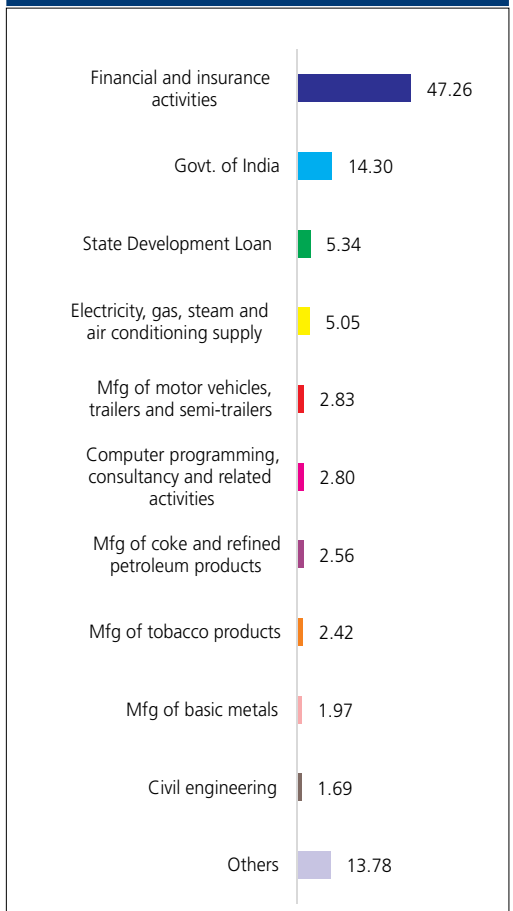 Financial and insurance
activities
47.26
Govt. of India
14.30
State Development Loan
5.34
Electricity, gas, steam and
air conditioning supply
5.05
Mfg of motor vehicles,
trailers and semi-trailers
2.83
Computer programming,
consultancy and related
activities
2.80
Mfg of coke and refined
petroleum products
2.56
Mfg of tobacco products
2.42
Mfg of basic metals
1.97
Civil engineering
1.69
Others
13.78